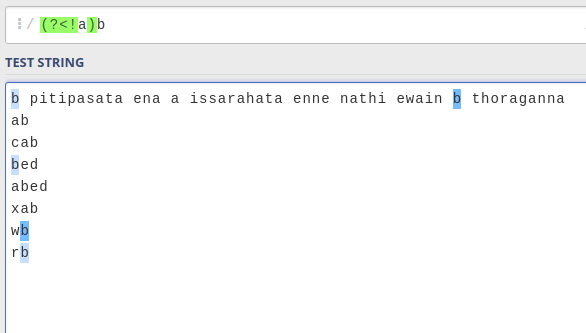 / (?<!a)b
TEST STRING
b pitipasata ena a issarahata enne nathi ewain b thoraganna
ab
cab
bed
abed
xab
wb
rb